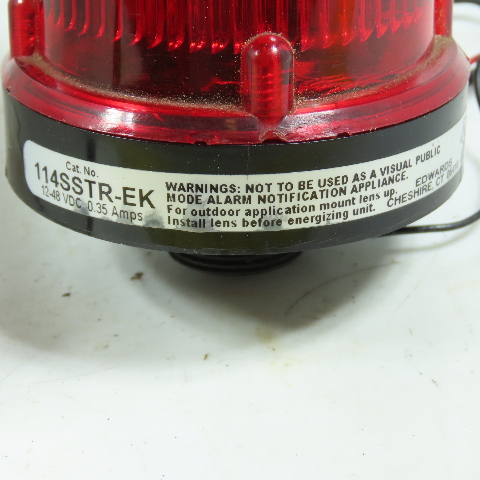 Cat. No.
114SSTR-EK
12-48 VDC 0.35 Amps
WARNINGS: NOT TO BE USED AS A VISUAL PUBLIC
MODE ALARM NOTIFICATION APPLIANCE.
For outdoor application mount lens up.
Install lens before energizing unit.
EDWARDS
CHESHIRE, CT